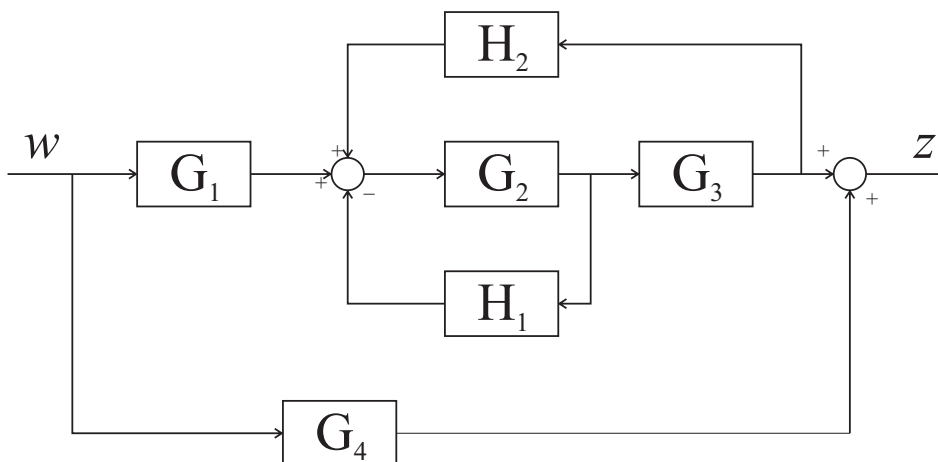 H₂
w
z
+
+
G₁
G₂
G₃
+
−
+
H₁
G₄